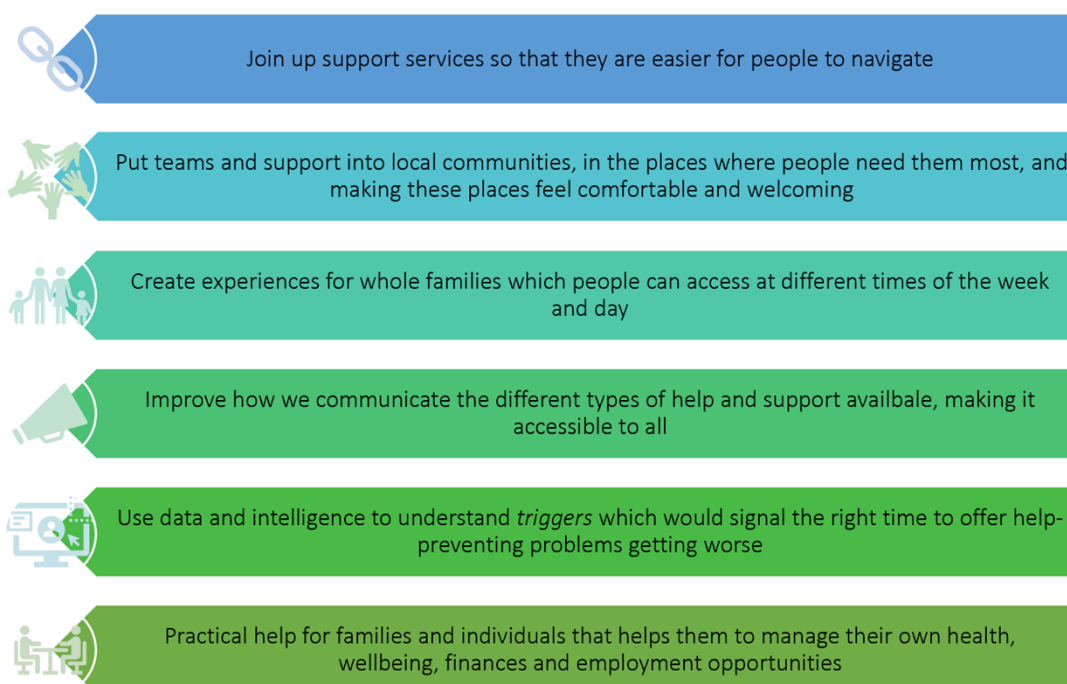 Join up support services so that they are easier for people to navigate
Put teams and support into local communities, in the places where people need them most, and
making these places feel comfortable and welcoming
Create experiences for whole families which people can access at different times of the week
and day
Improve how we communicate the different types of help and support availbale, making it
accessible to all
Use data and intelligence to understand triggers which would signal the right time to offer help-
preventing problems getting worse
Practical help for families and individuals that helps them to manage their own health,
wellbeing, finances and employment opportunities